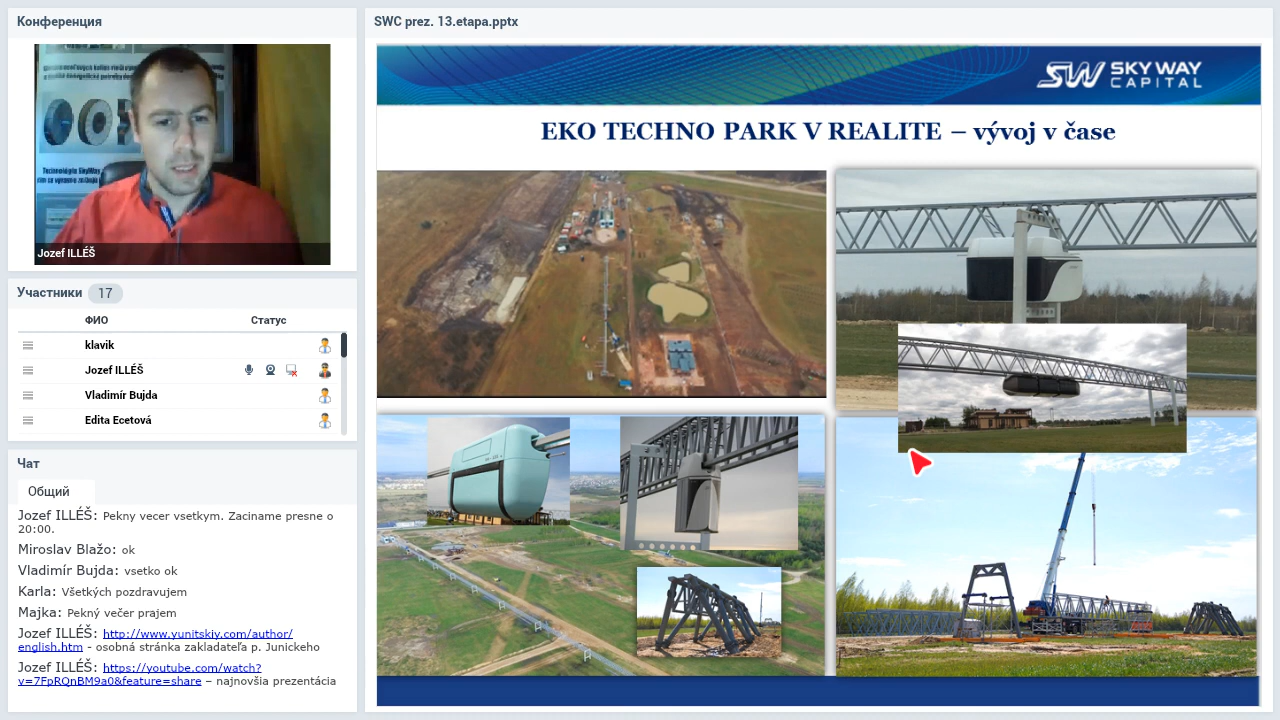 Конференция
Jozef ILLÉŠ
Участники 17
ФИО Статус
klavik
Jozef ILLÉŠ
Vladimír Bujda
Edita Ecetová
Чат
Общий
Jozef ILLÉŠ: Pekny vecer vsetkym. Zaciname presne o
20:00.
Miroslav Blažo: ok
Vladimír Bujda: vsetko ok
Karla: Všetkých pozdravujem
Majka: Pekný večer prajem
Jozef ILLÉŠ: http://www.yunitskiy.com/author/
english.htm - osobná stránka zakladateľa p. Junickeho
Jozef ILLÉŠ: https://youtube.com/watch?
v=7FpRQnBM9a0&feature=share – najnovšia prezentácia
SWC prez. 13.etapa.pptx
SW SKY WAY
CAPITAL
EKO TECHNO PARK V REALITE – vývoj v čase